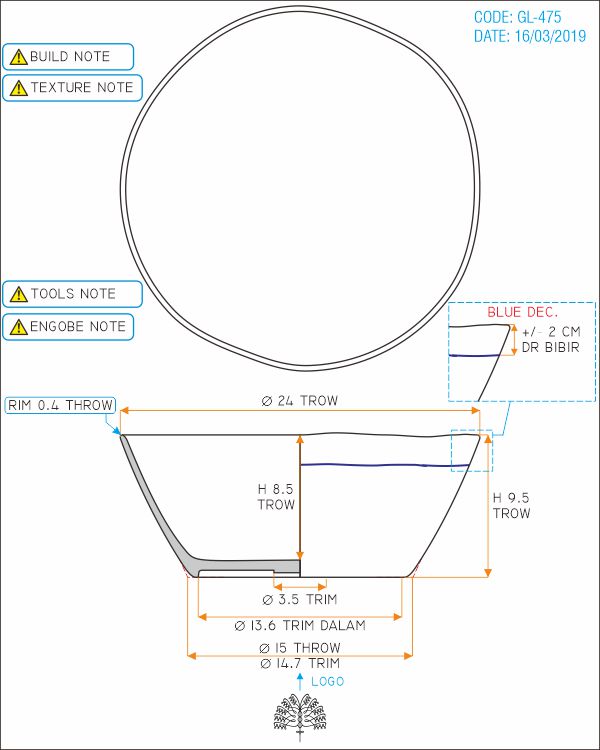 CODE: GL-475
DATE: 16/03/2019
BUILD NOTE
TEXTURE NOTE
TOOLS NOTE
ENGOBE NOTE
BLUE DEC.
+/- 2 CM
DR BIBIR
RIM 0.4 THROW
Ø 24 TROW
H 8.5
TROW
H 9.5
TROW
Ø 3.5 TRIM
Ø 13.6 TRIM DALAM
Ø 15 THROW
Ø 14.7 TRIM
LOGO